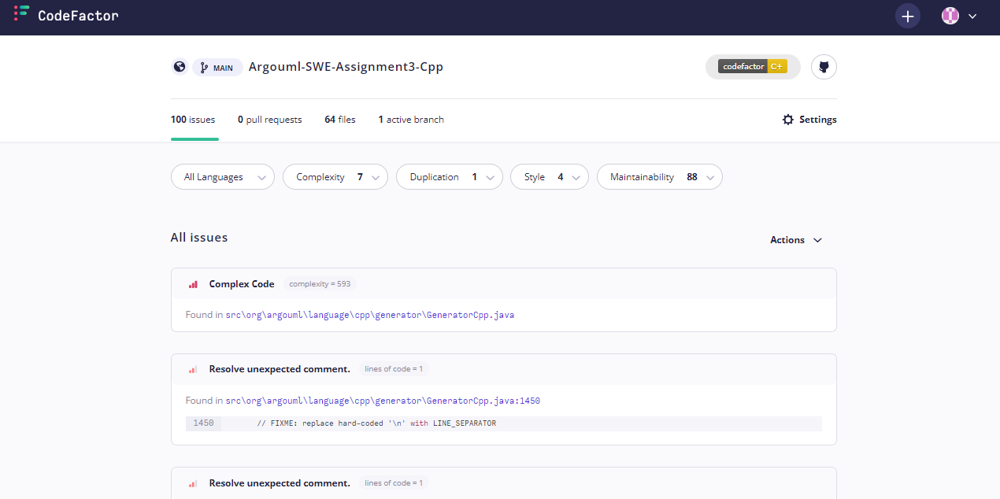 CodeFactor
MAIN Argouml-SWE-Assignment3-Cpp codefactor C+
100 issues 0 pull requests 64 files 1 active branch Settings
All Languages Complexity 7 Duplication 1 Style 4 Maintainability 88
All issues Actions
Complex Code complexity = 593
Found in src\org\argouml\language\cpp\generator\GeneratorCpp.java
Resolve unexpected comment. lines of code = 1
Found in src\org\argouml\language\cpp\generator\GeneratorCpp.java:1450
1450 // FIXME: replace hard-coded '\n' with LINE_SEPARATOR
Resolve unexpected comment. lines of code = 1